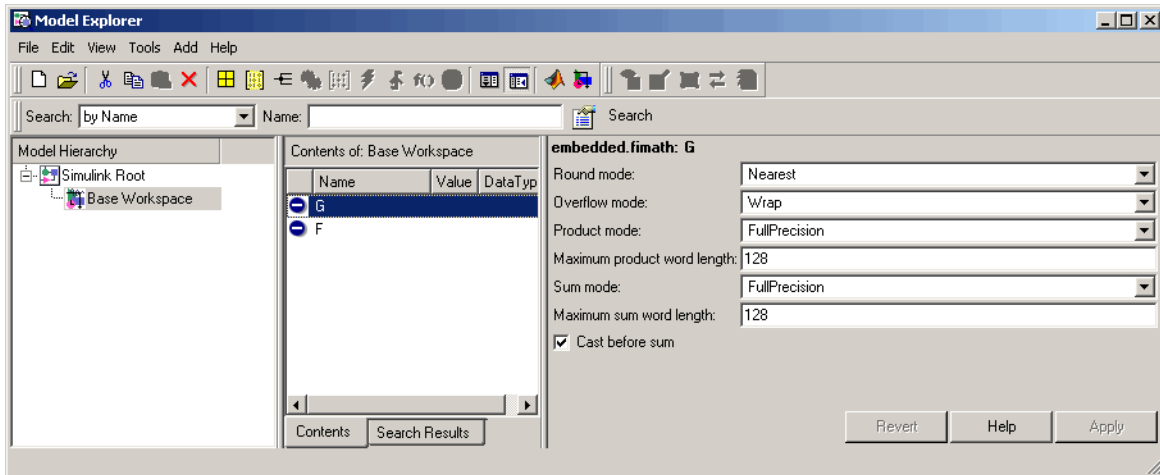 Model Explorer
File Edit View Tools Add Help
f()
Search: by Name Name: Search
Model Hierarchy
Simulink Root
Base Workspace
Contents of: Base Workspace
Name Value DataTyp
G
F
Contents Search Results
embedded.fimath: G
Round mode: Nearest
Overflow mode: Wrap
Product mode: FullPrecision
Maximum product word length: 128
Sum mode: FullPrecision
Maximum sum word length: 128
Cast before sum
Revert Help Apply